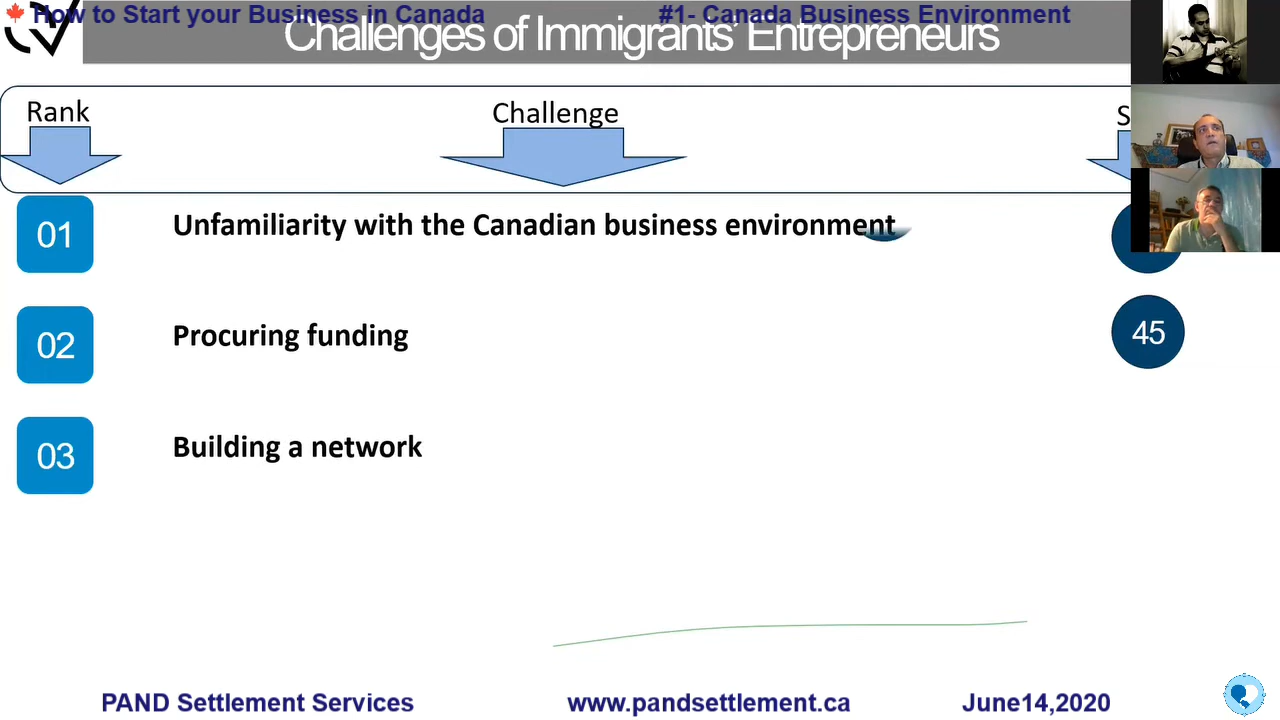 How to Start your Business in Canada #1- Canada Business Environment
Challenges of Immigrants' Entrepreneurs
Rank Challenge
01 Unfamiliarity with the Canadian business environment
02 Procuring funding 45
03 Building a network
PAND Settlement Services www.pandsettlement.ca June14,2020